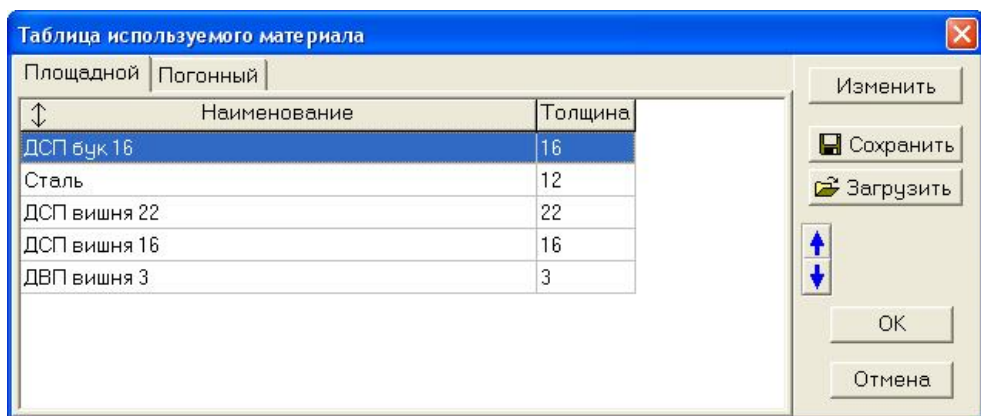 Таблица используемого материала
Площадной Погонный
Наименование Толщина
ДСП бук 16 16
Сталь 12
ДСП вишня 22 22
ДСП вишня 16 16
ДВП вишня 3 3
Изменить
Сохранить
Загрузить
OK
Отмена